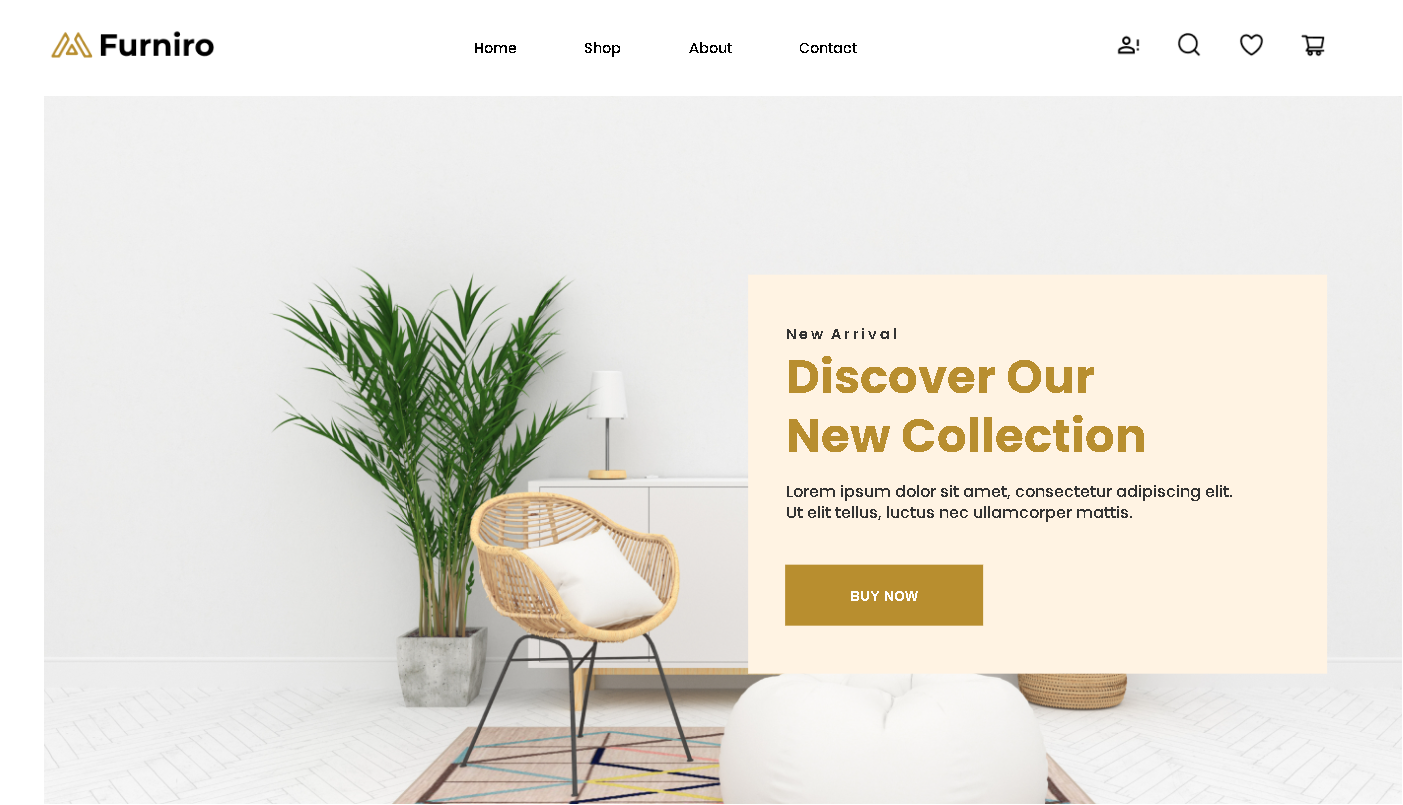 Furniro
Home Shop About Contact
New Arrival
Discover Our
New Collection
Lorem ipsum dolor sit amet, consectetur adipiscing elit.
Ut elit tellus, luctus nec ullamcorper mattis.
BUY NOW